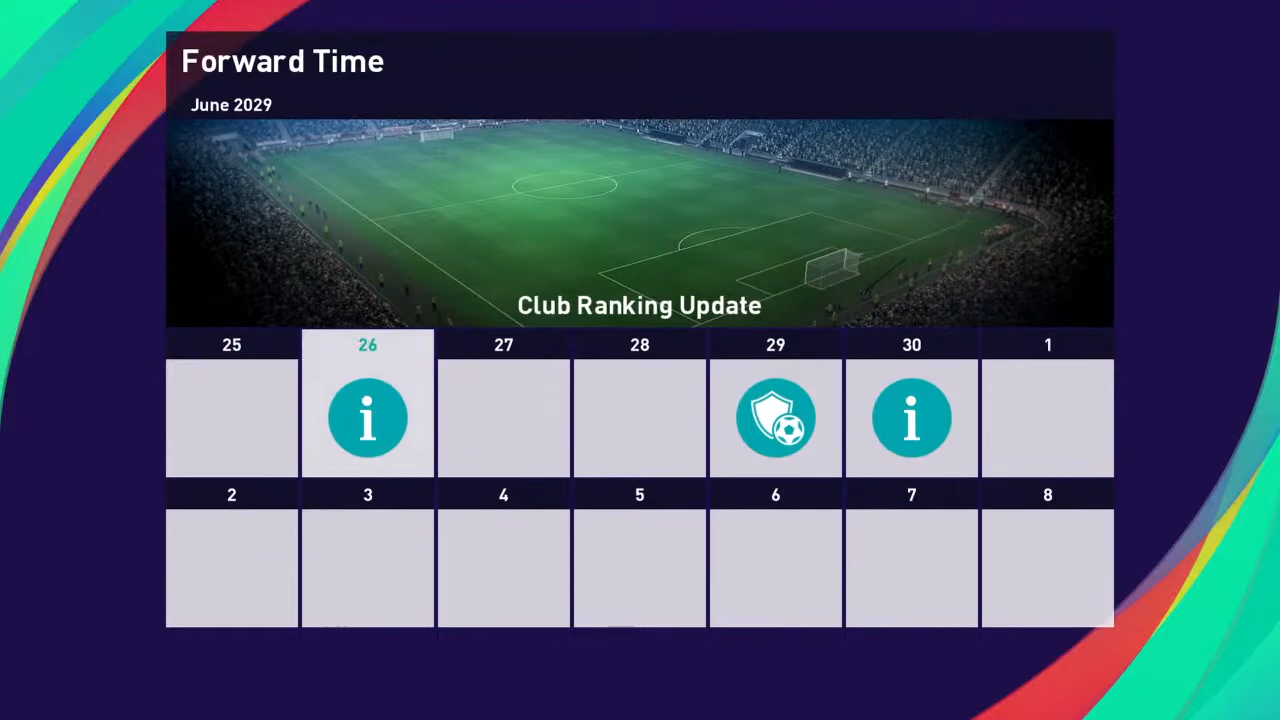 Forward Time
June 2029
Club Ranking Update
25 26 27 28 29 30 1
i i
2 3 4 5 6 7 8